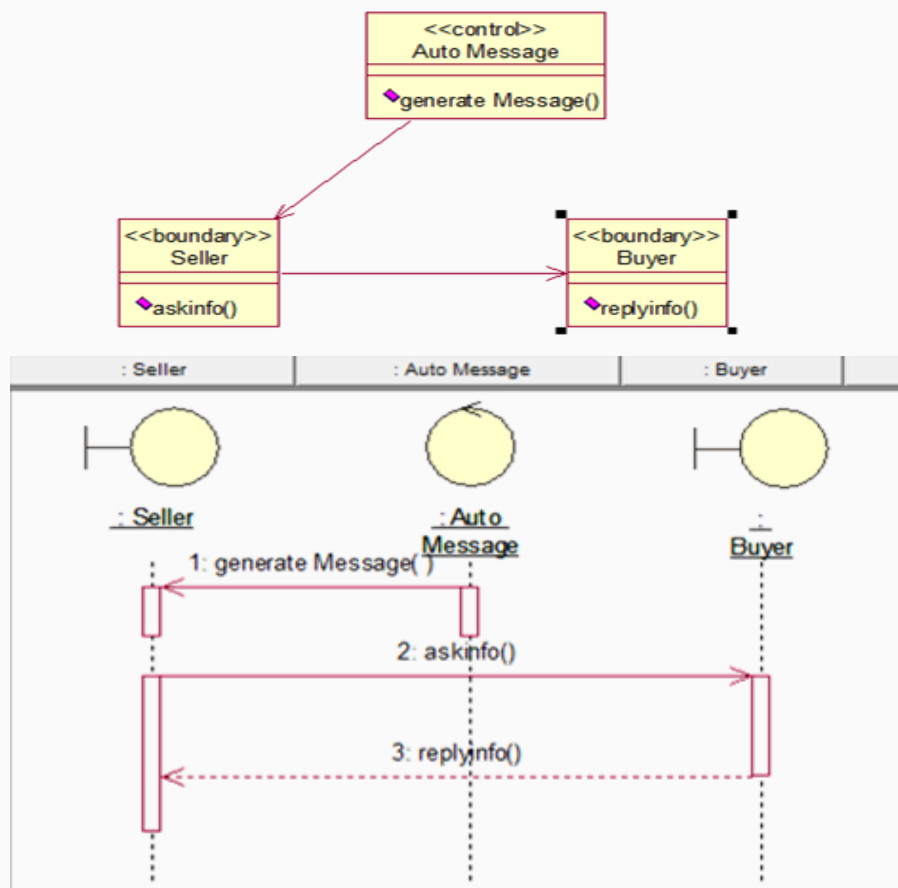 <<control>>
Auto Message
generate Message()
<<boundary>>
Seller
askinfo()
<<boundary>>
Buyer
replyinfo()
: Seller
: Auto Message
: Buyer
: Seller
: Auto
Message
:
Buyer
1: generate Message( )
2: askinfo()
3: replyinfo()